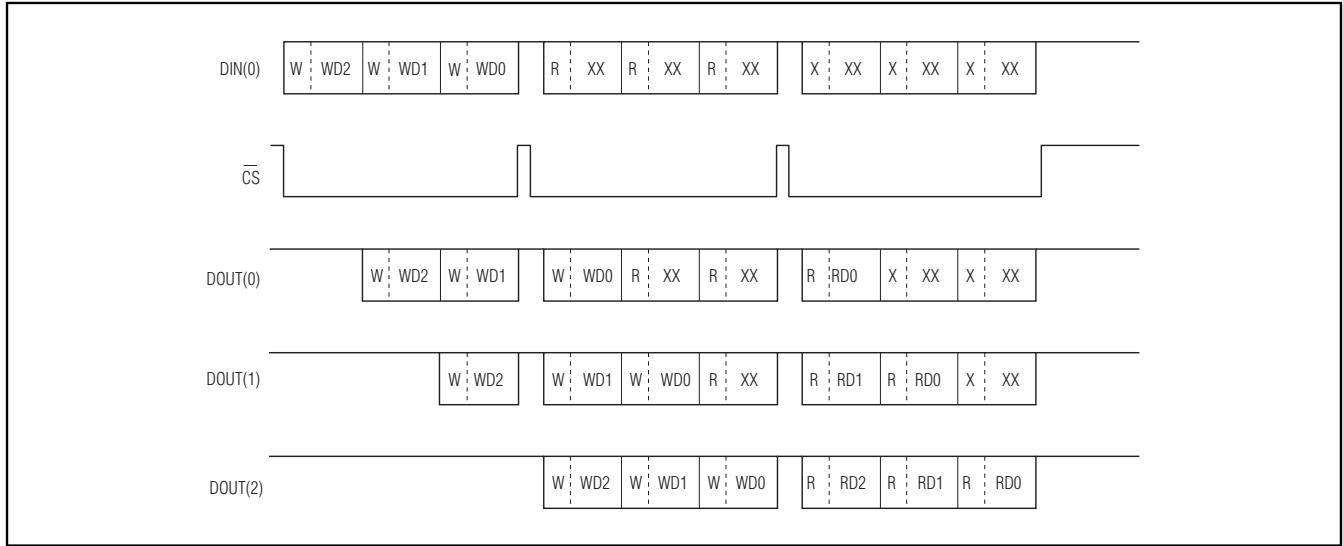 DIN(0) W WD2 W WD1 W WD0 R XX R XX R XX X XX X XX X XX
CS
DOUT(0) W WD2 W WD1 W WD0 R XX R XX R RD0 X XX X XX
DOUT(1) W WD2 W WD1 W WD0 R XX R RD1 R RD0 X XX
DOUT(2) W WD2 W WD1 W WD0 R RD2 R RD1 R RD0